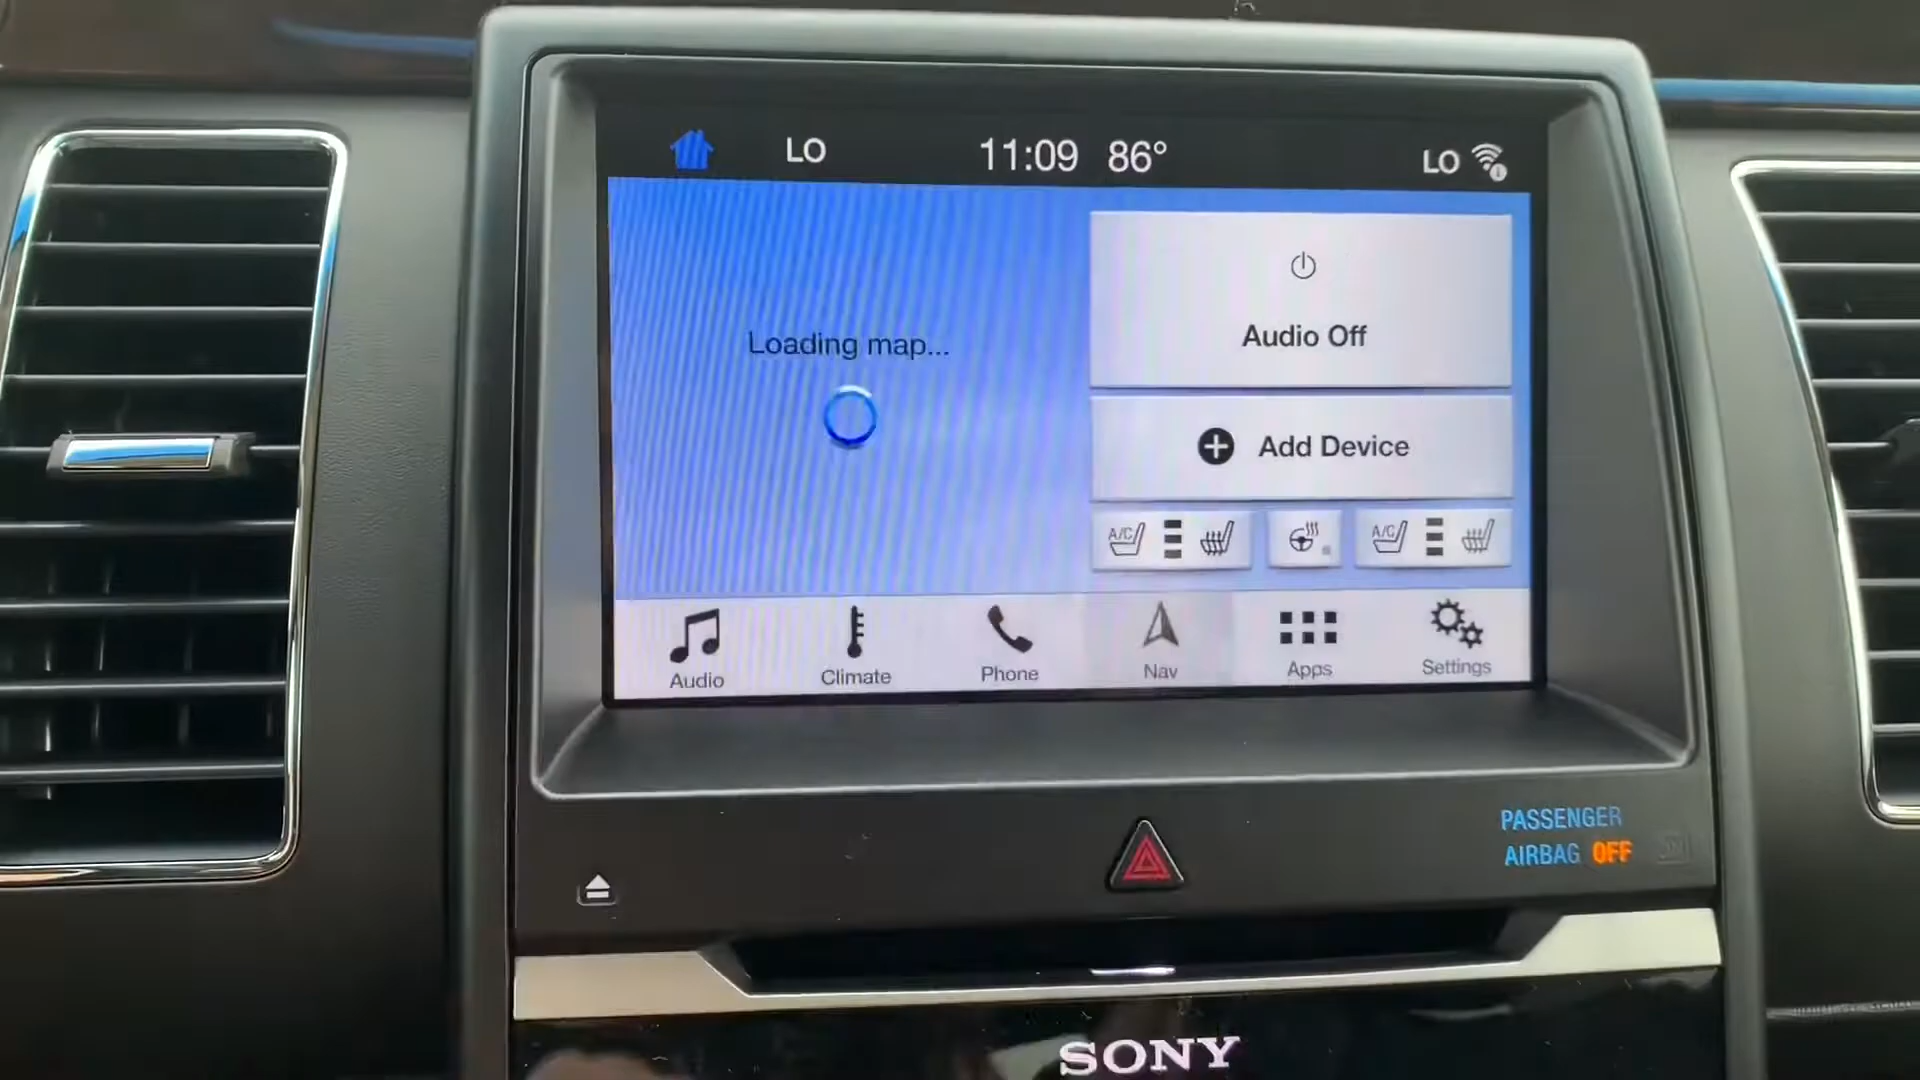 LO 11:09 86° LO
Loading map...
Audio Off
Add Device
A/C A/C
Audio Climate Phone Nav Apps Settings
PASSENGER
AIRBAG OFF
SONY